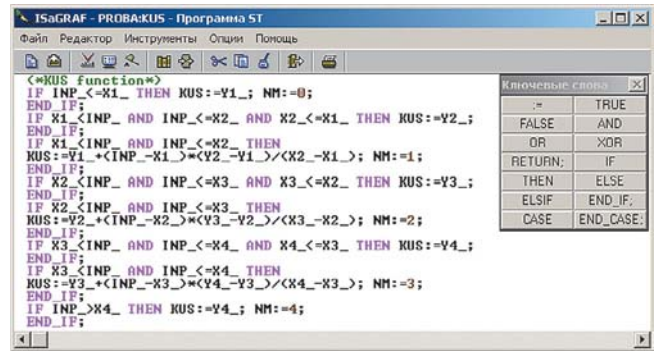 ISaGRAF - PROBA:KUS - Программа ST
Файл Редактор Инструменты Опции Помощь
(*KUS function*)
IF INP_<=X1_ THEN KUS:=Y1_; NM:=0;
END_IF;
IF X1_<INP_ AND INP_<=X2_ AND X2_<=X1_ THEN KUS:=Y2_;
END_IF;
IF X1_<INP_ AND INP_<=X2_ THEN
KUS:=Y1_+(INP_-X1_)*(Y2_-Y1_)/(X2_-X1_); NM:=1;
END_IF;
IF X2_<INP_ AND INP_<=X3_ AND X3_<=X2_ THEN KUS:=Y3_;
END_IF;
IF X2_<INP_ AND INP_<=X3_ THEN
KUS:=Y2_+(INP_-X2_)*(Y3_-Y2_)/(X3_-X2_); NM:=2;
END_IF;
IF X3_<INP_ AND INP_<=X4_ AND X4_<=X3_ THEN KUS:=Y4_;
END_IF;
IF X3_<INP_ AND INP_<=X4_ THEN
KUS:=Y3_+(INP_-X3_)*(Y4_-Y3_)/(X4_-X3_); NM:=3;
END_IF;
IF INP_>X4_ THEN KUS:=Y4_; NM:=4;
END_IF;
Ключевые слова
:= TRUE
FALSE AND
OR XOR
RETURN; IF
THEN ELSE
ELSIF END_IF;
CASE END_CASE;